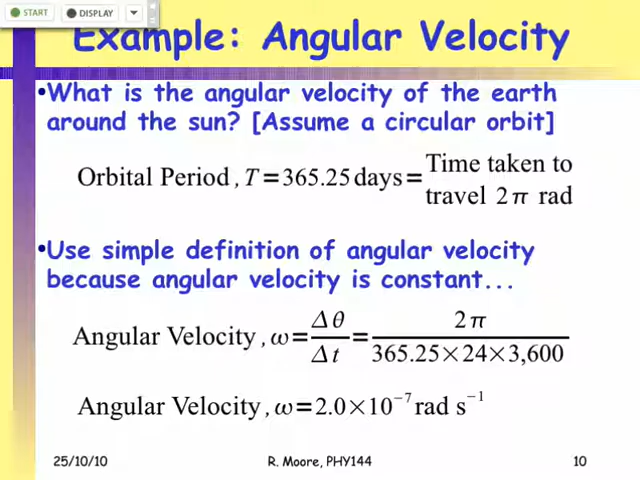 START DISPLAY
Example: Angular Velocity
•What is the angular velocity of the earth
around the sun? [Assume a circular orbit]
Orbital Period , T = 365.25 days = Time taken to
travel 2π rad
•Use simple definition of angular velocity
because angular velocity is constant...
Angular Velocity , ω = Δθ/Δt = 2π/(365.25×24×3,600)
Angular Velocity , ω = 2.0×10⁻⁷ rad s⁻¹
25/10/10 R. Moore, PHY144 10